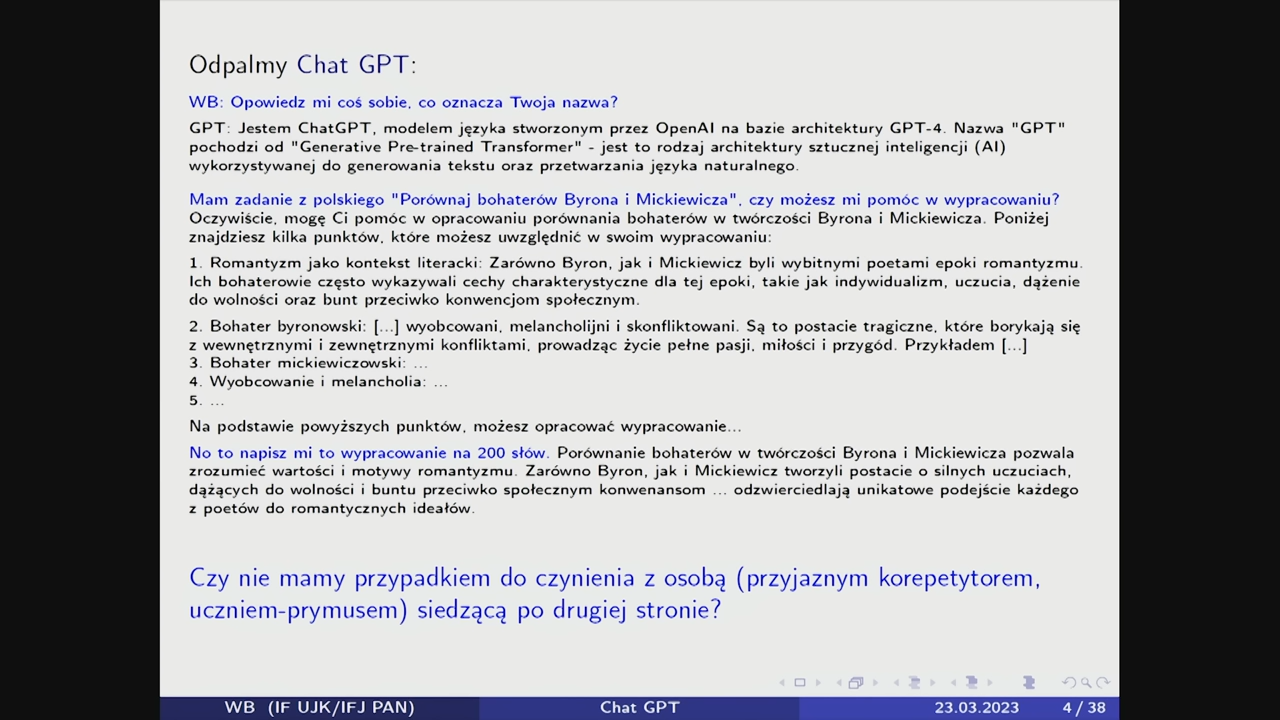 Odpalmy Chat GPT:
WB: Opowiedz mi coś sobie, co oznacza Twoja nazwa?
GPT: Jestem ChatGPT, modelem języka stworzonym przez OpenAI na bazie architektury GPT-4. Nazwa "GPT"
pochodzi od "Generative Pre-trained Transformer" - jest to rodzaj architektury sztucznej inteligencji (AI)
wykorzystywanej do generowania tekstu oraz przetwarzania języka naturalnego.
Mam zadanie z polskiego "Porównaj bohaterów Byrona i Mickiewicza", czy możesz mi pomóc w wypracowaniu?
Oczywiście, mogę Ci pomóc w opracowaniu porównania bohaterów w twórczości Byrona i Mickiewicza. Poniżej
znajdziesz kilka punktów, które możesz uwzględnić w swoim wypracowaniu:
1. Romantyzm jako kontekst literacki: Zarówno Byron, jak i Mickiewicz byli wybitnymi poetami epoki romantyzmu.
Ich bohaterowie często wykazywali cechy charakterystyczne dla tej epoki, takie jak indywidualizm, uczucia, dążenie
do wolności oraz bunt przeciwko konwencjom społecznym.
2. Bohater byronowski: [...] wyobcowani, melancholijni i skonfliktowani. Są to postacie tragiczne, które borykają się
z wewnętrznymi i zewnętrznymi konfliktami, prowadząc życie pełne pasji, miłości i przygód. Przykładem [...]
3. Bohater mickiewiczowski: ...
4. Wyobcowanie i melancholia: ...
5. ...
Na podstawie powyższych punktów, możesz opracować wypracowanie...
No to napisz mi to wypracowanie na 200 słów. Porównanie bohaterów w twórczości Byrona i Mickiewicza pozwala
zrozumieć wartości i motywy romantyzmu. Zarówno Byron, jak i Mickiewicz tworzyli postacie o silnych uczuciach,
dążących do wolności i buntu przeciwko społecznym konwenansom ... odzwierciedlają unikatowe podejście każdego
z poetów do romantycznych ideałów.
Czy nie mamy przypadkiem do czynienia z osobą (przyjaznym korepetytorem,
uczniem-prymusem) siedzącą po drugiej stronie?
WB (IF UJK/IFJ PAN) Chat GPT 23.03.2023 4 / 38